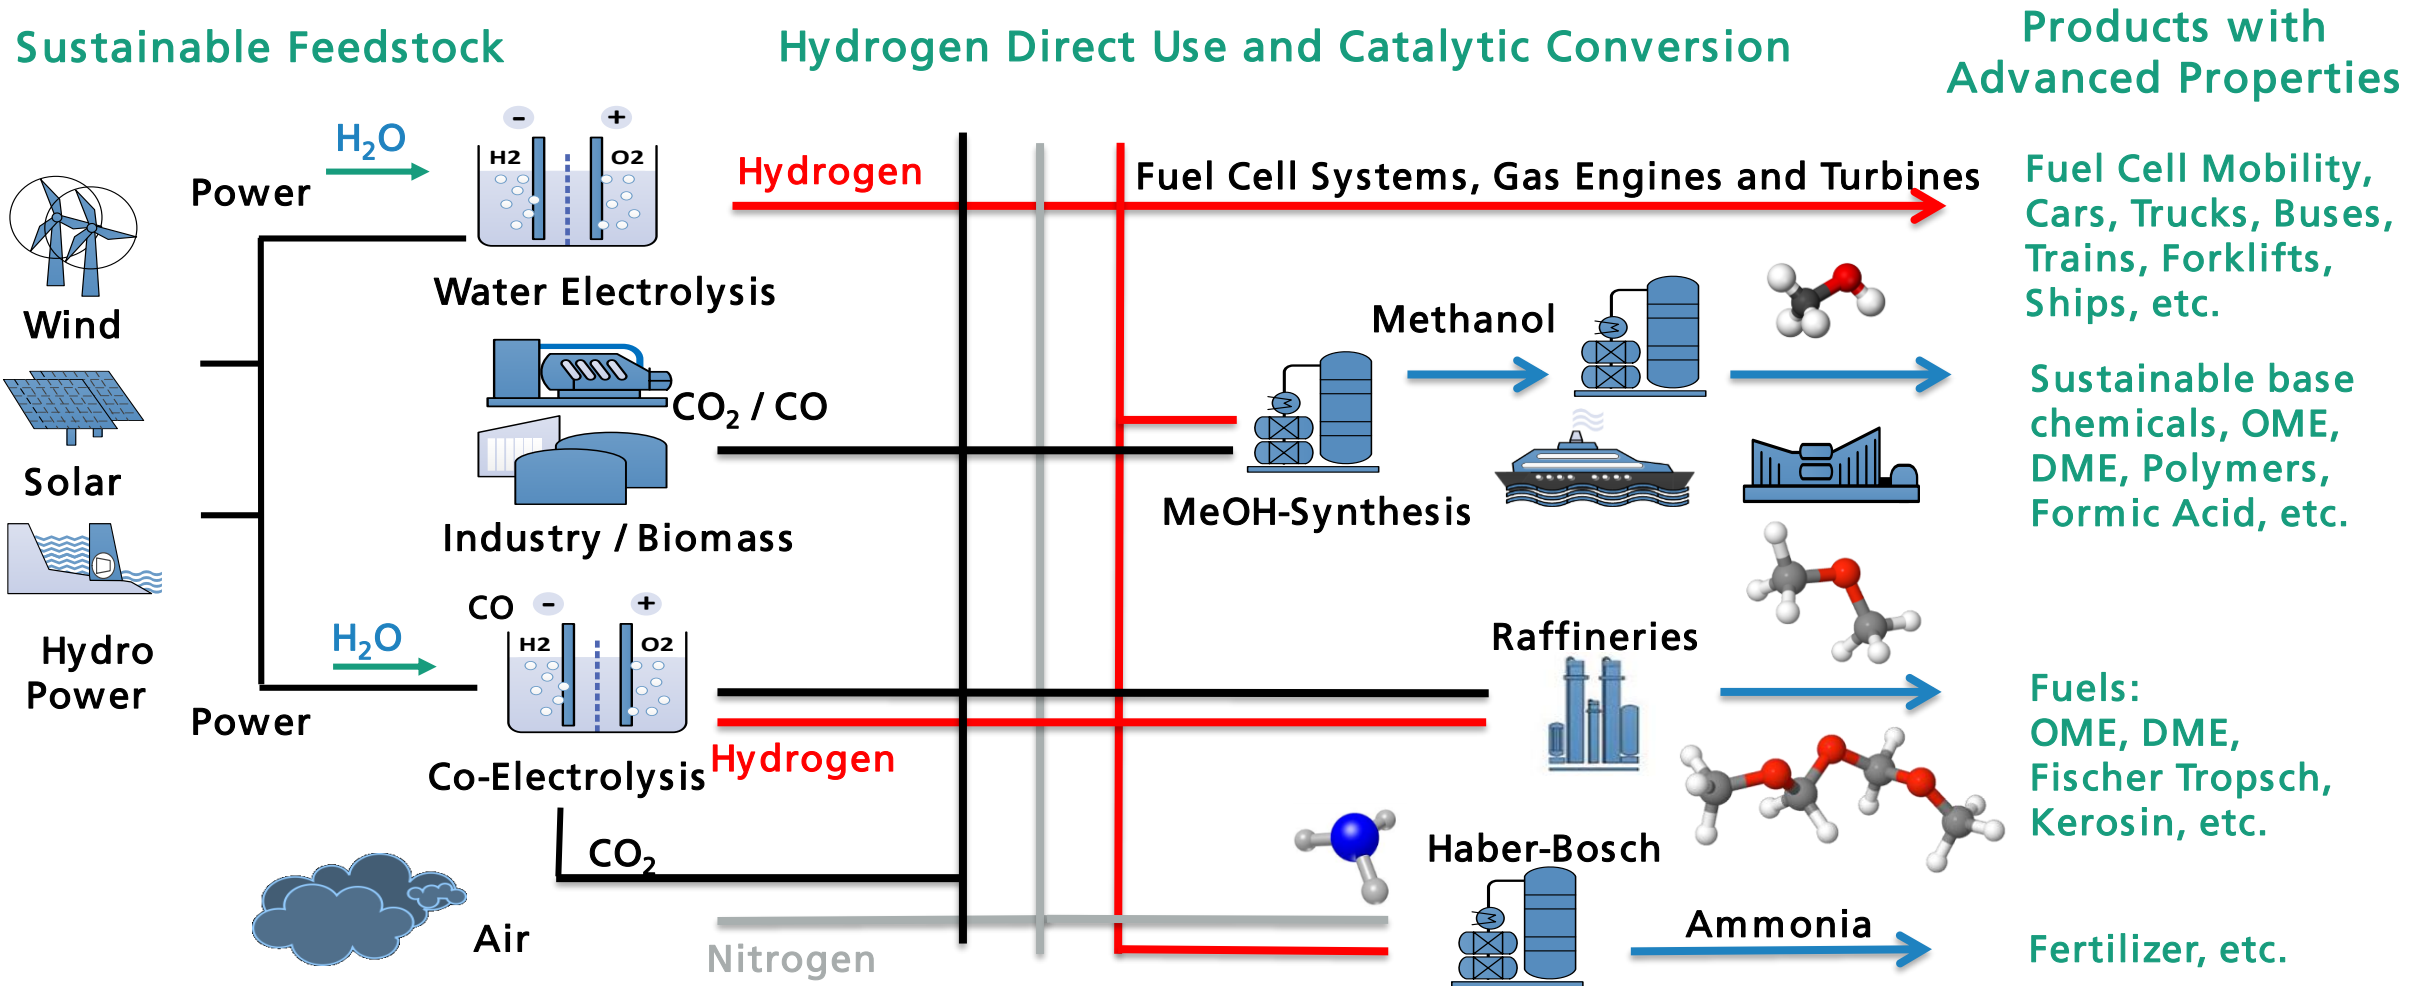 Sustainable Feedstock
Hydrogen Direct Use and Catalytic Conversion
Products with
Advanced Properties
H₂O
Power
- +
H2 O2
Water Electrolysis
Wind
Solar
Hydro
Power
CO₂ / CO
Industry / Biomass
H₂O
Power
CO - +
H2 O2
Co-Electrolysis
CO₂
Air
Hydrogen
Hydrogen
Nitrogen
Fuel Cell Systems, Gas Engines and Turbines
Methanol
MeOH-Synthesis
Raffineries
Haber-Bosch
Ammonia
Fuel Cell Mobility,
Cars, Trucks, Buses,
Trains, Forklifts,
Ships, etc.
Sustainable base
chemicals, OME,
DME, Polymers,
Formic Acid, etc.
Fuels:
OME, DME,
Fischer Tropsch,
Kerosin, etc.
Fertilizer, etc.